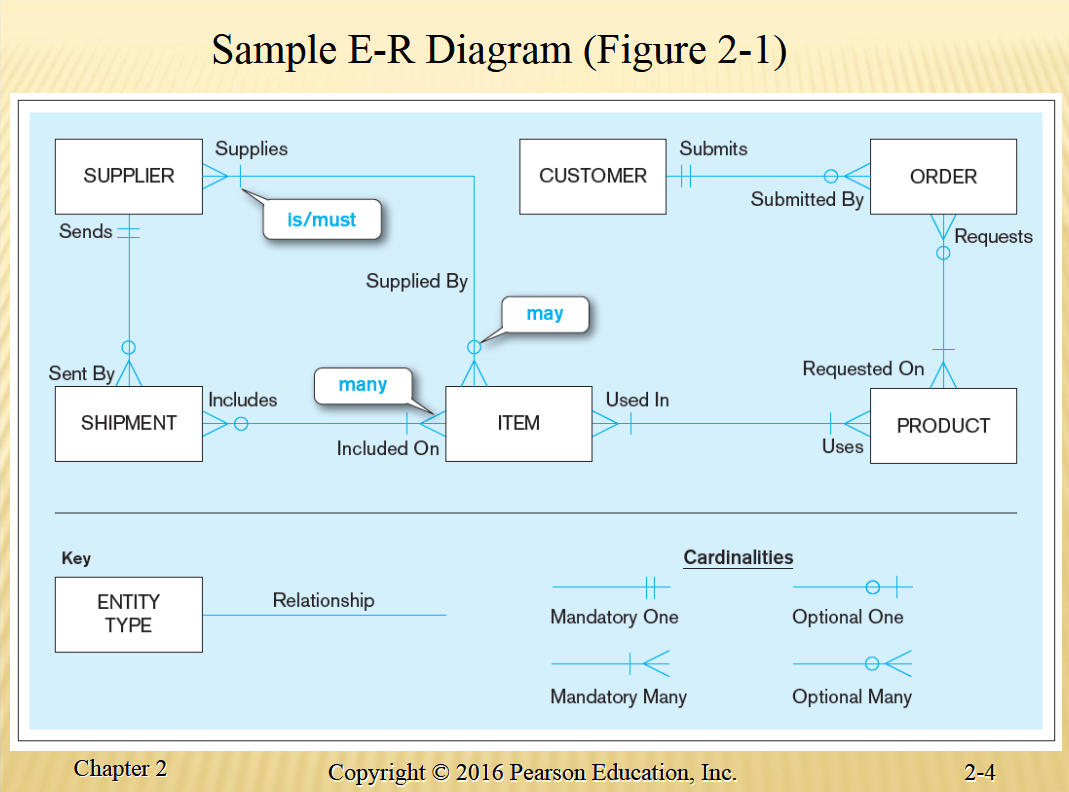 Sample E-R Diagram (Figure 2-1)
Supplies
Submits
SUPPLIER
CUSTOMER
ORDER
is/must
Submitted By
Sends
Requests
Supplied By
may
Sent By
many
Requested On
Includes
Used In
SHIPMENT
ITEM
PRODUCT
Included On
Uses
Key
Cardinalities
ENTITY
TYPE
Relationship
Mandatory One
Optional One
Mandatory Many
Optional Many
Chapter 2
Copyright © 2016 Pearson Education, Inc.
2-4